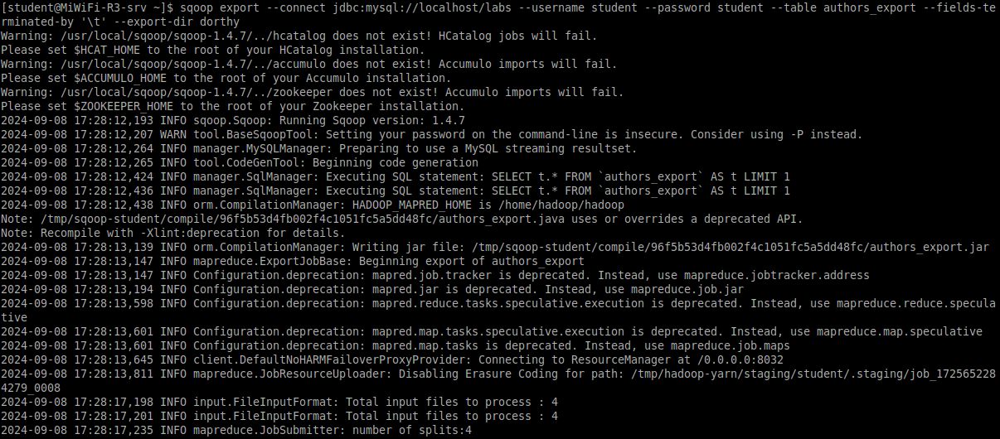 [student@MiWiFi-R3-srv ~]$ sqoop export --connect jdbc:mysql://localhost/labs --username student --password student --table authors_export --fields-te
rminated-by '\t' --export-dir dorthy
Warning: /usr/local/sqoop/sqoop-1.4.7/../hcatalog does not exist! HCatalog jobs will fail.
Please set $HCAT_HOME to the root of your HCatalog installation.
Warning: /usr/local/sqoop/sqoop-1.4.7/../accumulo does not exist! Accumulo imports will fail.
Please set $ACCUMULO_HOME to the root of your Accumulo installation.
Warning: /usr/local/sqoop/sqoop-1.4.7/../zookeeper does not exist! Accumulo imports will fail.
Please set $ZOOKEEPER_HOME to the root of your Zookeeper installation.
2024-09-08 17:28:12,193 INFO sqoop.Sqoop: Running Sqoop version: 1.4.7
2024-09-08 17:28:12,207 WARN tool.BaseSqoopTool: Setting your password on the command-line is insecure. Consider using -P instead.
2024-09-08 17:28:12,264 INFO manager.MySQLManager: Preparing to use a MySQL streaming resultset.
2024-09-08 17:28:12,265 INFO tool.CodeGenTool: Beginning code generation
2024-09-08 17:28:12,424 INFO manager.SqlManager: Executing SQL statement: SELECT t.* FROM `authors_export` AS t LIMIT 1
2024-09-08 17:28:12,436 INFO manager.SqlManager: Executing SQL statement: SELECT t.* FROM `authors_export` AS t LIMIT 1
2024-09-08 17:28:12,438 INFO orm.CompilationManager: HADOOP_MAPRED_HOME is /home/hadoop/hadoop
Note: /tmp/sqoop-student/compile/96f5b53d4fb002f4c1051fc5a5dd48fc/authors_export.java uses or overrides a deprecated API.
Note: Recompile with -Xlint:deprecation for details.
2024-09-08 17:28:13,139 INFO orm.CompilationManager: Writing jar file: /tmp/sqoop-student/compile/96f5b53d4fb002f4c1051fc5a5dd48fc/authors_export.jar
2024-09-08 17:28:13,147 INFO mapreduce.ExportJobBase: Beginning export of authors_export
2024-09-08 17:28:13,147 INFO Configuration.deprecation: mapred.job.tracker is deprecated. Instead, use mapreduce.jobtracker.address
2024-09-08 17:28:13,194 INFO Configuration.deprecation: mapred.jar is deprecated. Instead, use mapreduce.job.jar
2024-09-08 17:28:13,598 INFO Configuration.deprecation: mapred.reduce.tasks.speculative.execution is deprecated. Instead, use mapreduce.reduce.specula
tive
2024-09-08 17:28:13,601 INFO Configuration.deprecation: mapred.map.tasks.speculative.execution is deprecated. Instead, use mapreduce.map.speculative
2024-09-08 17:28:13,601 INFO Configuration.deprecation: mapred.map.tasks is deprecated. Instead, use mapreduce.job.maps
2024-09-08 17:28:13,645 INFO client.DefaultNoHARMFailoverProxyProvider: Connecting to ResourceManager at /0.0.0.0:8032
2024-09-08 17:28:13,811 INFO mapreduce.JobResourceUploader: Disabling Erasure Coding for path: /tmp/hadoop-yarn/staging/student/.staging/job_172565228
4279_0008
2024-09-08 17:28:17,198 INFO input.FileInputFormat: Total input files to process : 4
2024-09-08 17:28:17,201 INFO input.FileInputFormat: Total input files to process : 4
2024-09-08 17:28:17,235 INFO mapreduce.JobSubmitter: number of splits:4